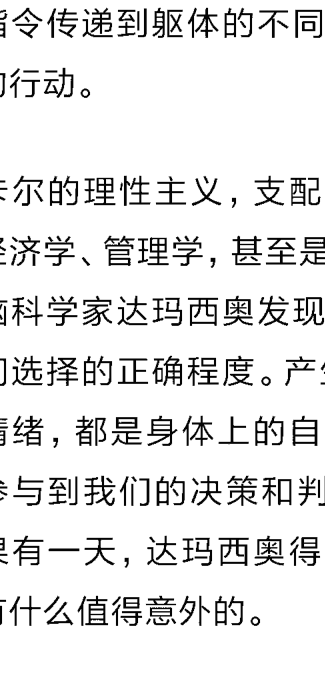 指令传递到躯体的不同
的行动。
卡尔的理性主义，支配
经济学、管理学，甚至是
脑科学家达玛西奥发现
们选择的正确程度。产生
情绪，都是身体上的自
参与到我们的决策和判
果有一天，达玛西奥得
有什么值得意外的。